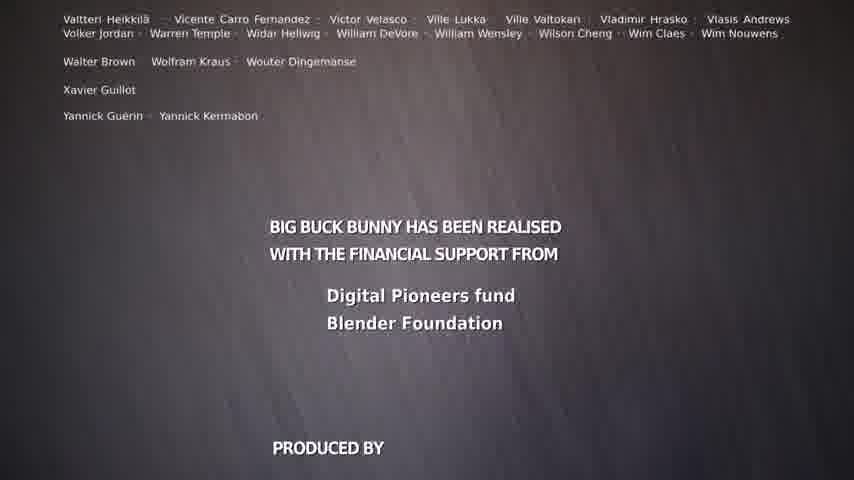 Valtteri Heikkilä · Vicente Carro Fernandez · Victor Velasco · Ville Lukka · Ville Valtokari · Vladimir Hrasko · Vlasis Andrews
Volker Jordan · Warren Temple · Widar Hellwig · William DeVore · William Wensley · Wilson Cheng · Wim Claes · Wim Nouwens
Walter Brown · Wolfram Kraus · Wouter Dingemanse
Xavier Guillot
Yannick Guérin · Yannick Kermabon
BIG BUCK BUNNY HAS BEEN REALISED
WITH THE FINANCIAL SUPPORT FROM
Digital Pioneers fund
Blender Foundation
PRODUCED BY